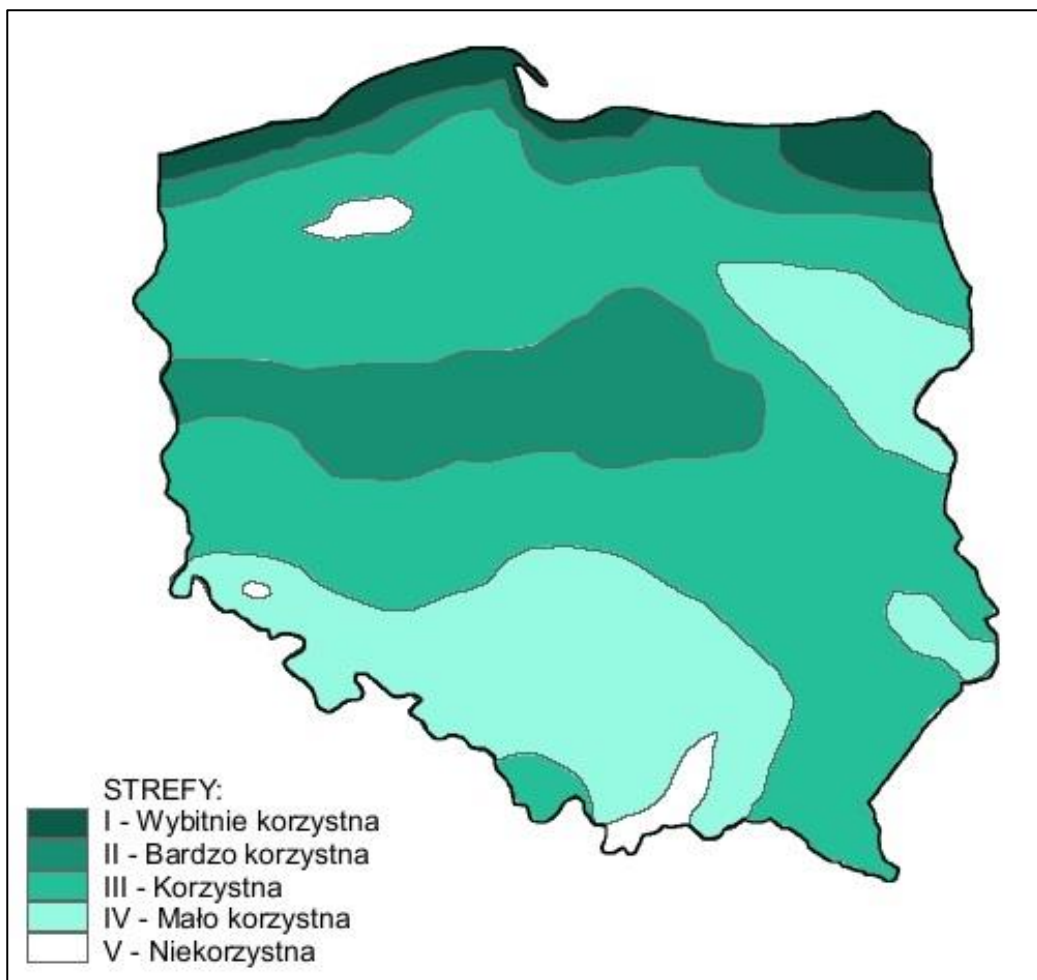 STREFY:
I - Wybitnie korzystna
II - Bardzo korzystna
III - Korzystna
IV - Mało korzystna
V - Niekorzystna